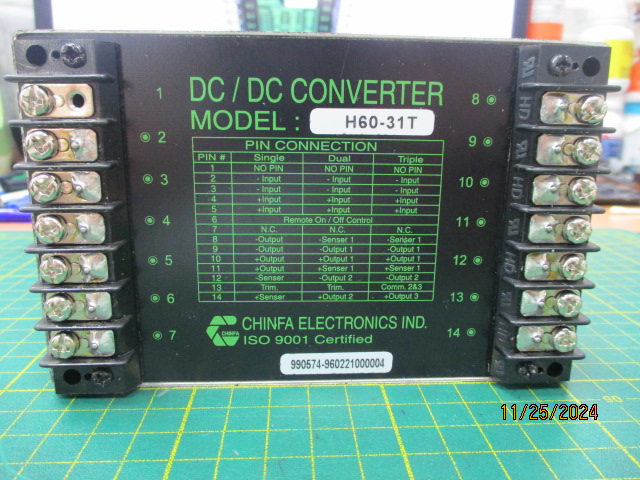 DC / DC CONVERTER
MODEL : H60-31T
PIN CONNECTION
PIN # Single Dual Triple
1 NO PIN NO PIN NO PIN
2 - Input - Input - Input
3 - Input - Input - Input
4 +Input +Input +Input
5 +Input +Input +Input
6 Remote On / Off Control
7 N.C. N.C. N.C.
8 -Output -Senser 1 -Senser 1
9 -Output -Output 1 -Output 1
10 +Output +Output 1 +Output 1
11 +Output +Senser 1 +Senser 1
12 -Senser -Output 2 -Output 2
13 Trim. Trim. Comm. 2&3
14 +Senser +Output 2 +Output 3
CHINFA
CHINFA ELECTRONICS IND.
ISO 9001 Certified
990574-960221000004
1
2
3
4
5
6
7
8
9
10
11
12
13
14
HD
HD
11/25/2024